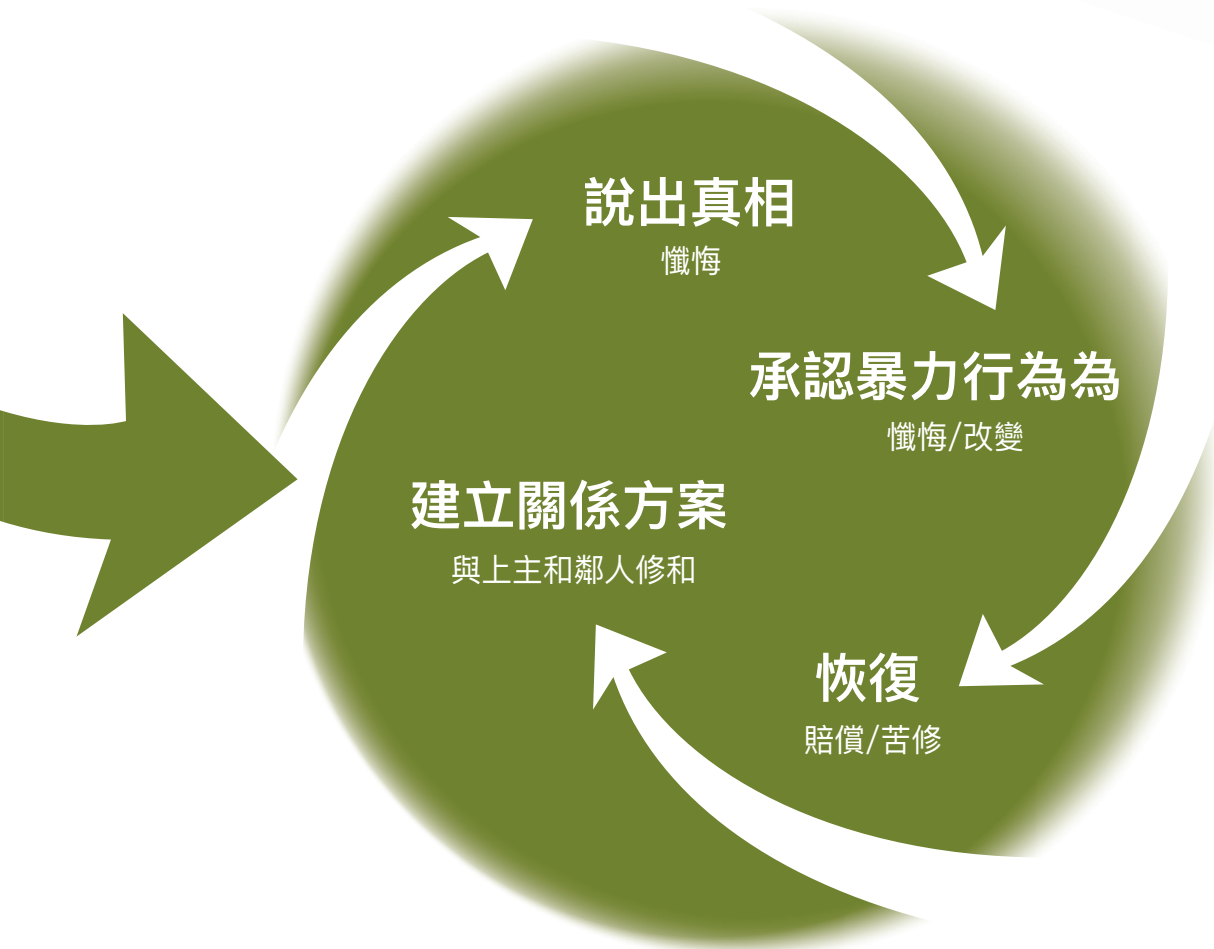 說出真相
懺悔
承認暴力行為為
懺悔/改變
建立關係方案
與上主和鄰人修和
恢復
賠償/苦修